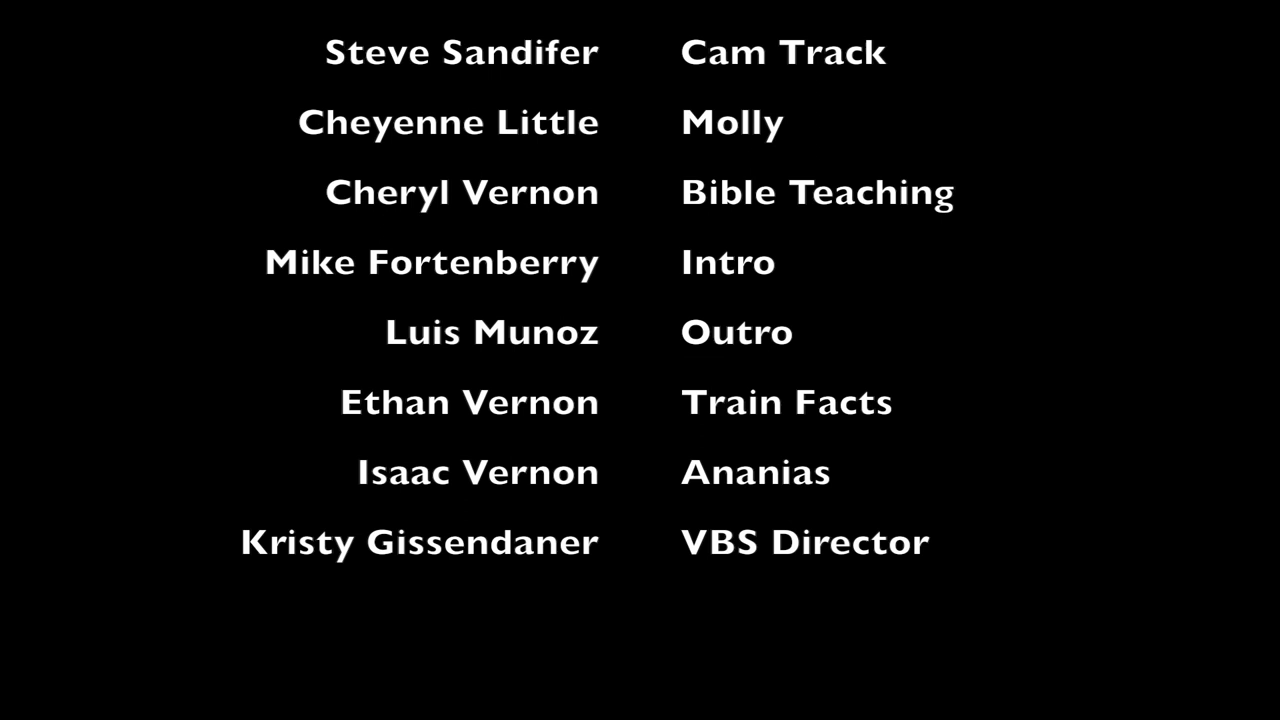 Steve Sandifer Cam Track
Cheyenne Little Molly
Cheryl Vernon Bible Teaching
Mike Fortenberry Intro
Luis Munoz Outro
Ethan Vernon Train Facts
Isaac Vernon Ananias
Kristy Gissendaner VBS Director